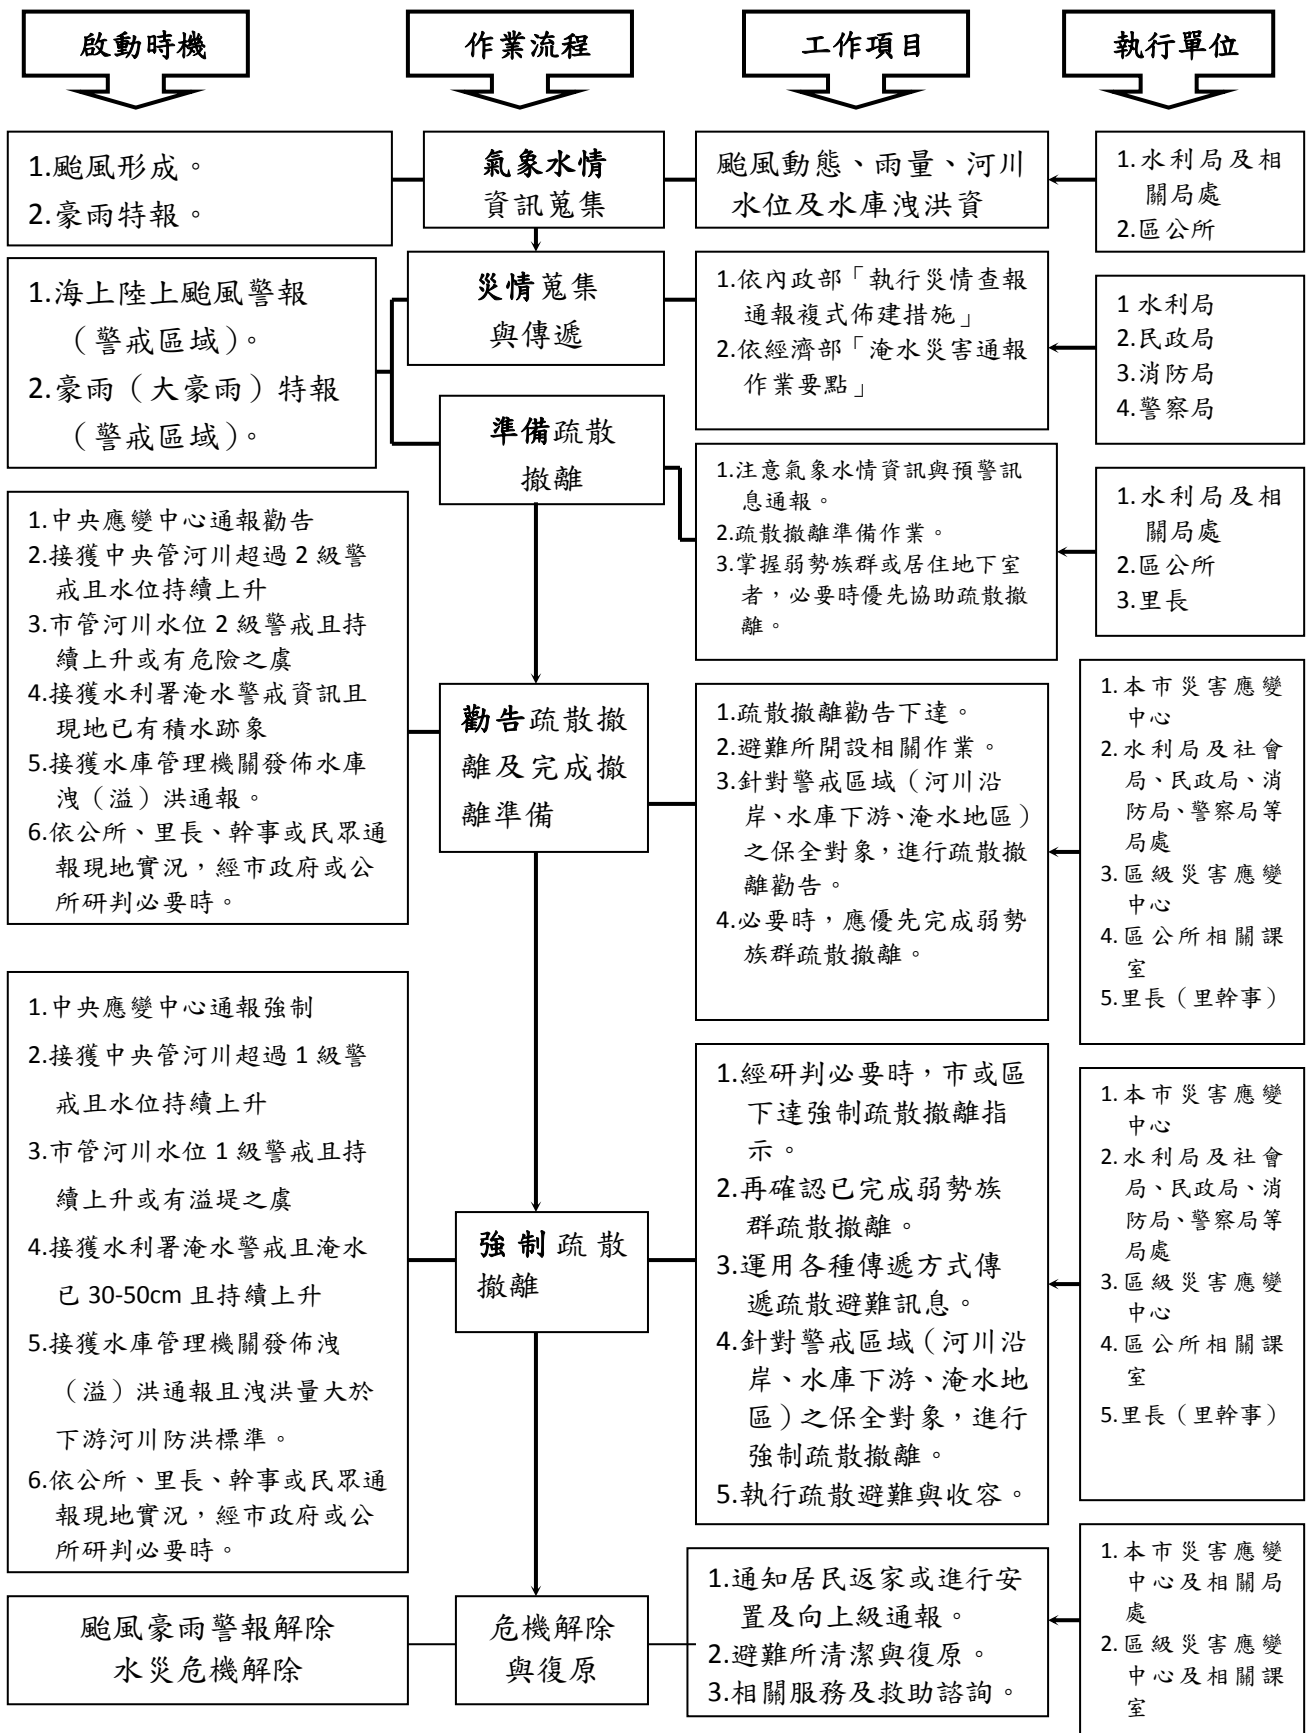 啟動時機
作業流程
工作項目
執行單位
1.颱風形成。
2.豪雨特報。
氣象水情
資訊蒐集
颱風動態、雨量、河川
水位及水庫洩洪資
1.水利局及相
關局處
2.區公所
1.海上陸上颱風警報
（警戒區域）。
2.豪雨（大豪雨）特報
（警戒區域）。
災情蒐集
與傳遞
1.依內政部「執行災情查報
通報複式佈建措施」
2.依經濟部「淹水災害通報
作業要點」
1 水利局
2.民政局
3.消防局
4.警察局
準備疏散
撤離
1.注意氣象水情資訊與預警訊
息通報。
2.疏散撤離準備作業。
3.掌握弱勢族群或居住地下室
者，必要時優先協助疏散撤
離。
1.水利局及相
關局處
2.區公所
3.里長
1.中央應變中心通報勸告
2.接獲中央管河川超過 2 級警
戒且水位持續上升
3.市管河川水位 2 級警戒且持
續上升或有危險之虞
4.接獲水利署淹水警戒資訊且
現地已有積水跡象
5.接獲水庫管理機關發佈水庫
洩（溢）洪通報。
6.依公所、里長、幹事或民眾通
報現地實況，經市政府或公
所研判必要時。
勸告疏散撤
離及完成撤
離準備
1.疏散撤離勸告下達。
2.避難所開設相關作業。
3.針對警戒區域（河川沿
岸、水庫下游、淹水地區）
之保全對象，進行疏散撤
離勸告。
4.必要時，應優先完成弱勢
族群疏散撤離。
1.本市災害應變
中心
2.水利局及社會
局、民政局、消
防局、警察局等
局處
3.區級災害應變
中心
4.區公所相關課
室
5.里長（里幹事）
1.中央應變中心通報強制
2.接獲中央管河川超過 1 級警
戒且水位持續上升
3.市管河川水位 1 級警戒且持
續上升或有溢堤之虞
4.接獲水利署淹水警戒且淹水
已 30-50cm 且持續上升
5.接獲水庫管理機關發佈洩
（溢）洪通報且洩洪量大於
下游河川防洪標準。
6.依公所、里長、幹事或民眾通
報現地實況，經市政府或公
所研判必要時。
強制疏散
撤離
1.經研判必要時，市或區
下達強制疏散撤離指
示。
2.再確認已完成弱勢族
群疏散撤離。
3.運用各種傳遞方式傳
遞疏散避難訊息。
4.針對警戒區域（河川沿
岸、水庫下游、淹水地
區）之保全對象，進行
強制疏散撤離。
5.執行疏散避難與收容。
1.本市災害應變
中心
2.水利局及社會
局、民政局、消
防局、警察局等
局處
3.區級災害應變
中心
4.區公所相關課
室
5.里長（里幹事）
颱風豪雨警報解除
水災危機解除
危機解除
與復原
1.通知居民返家或進行安
置及向上級通報。
2.避難所清潔與復原。
3.相關服務及救助諮詢。
1.本市災害應變
中心及相關局
處
2.區級災害應變
中心及相關課
室